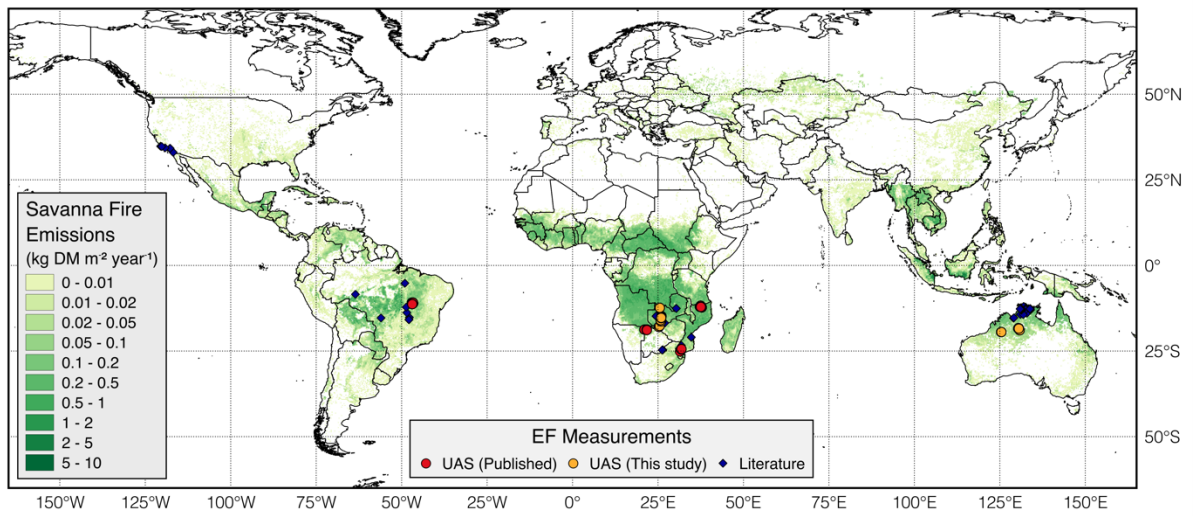 50°N
25°N
0°
25°S
50°S
Savanna Fire
Emissions
(kg DM m⁻² year⁻¹)
0 - 0.01
0.01 - 0.02
0.02 - 0.05
0.05 - 0.1
0.1 - 0.2
0.2 - 0.5
0.5 - 1
1 - 2
2 - 5
5 - 10
EF Measurements
UAS (Published) UAS (This study) Literature
150°W 125°W 100°W 75°W 50°W 25°W 0° 25°E 50°E 75°E 100°E 125°E 150°E